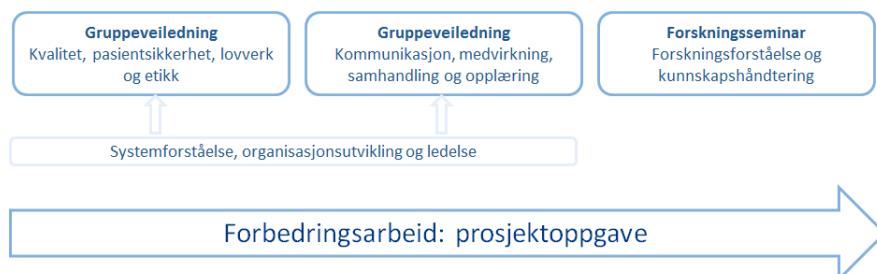 Gruppeveiledning
Kvalitet, pasientsikkerhet, lovverk
og etikk
Gruppeveiledning
Kommunikasjon, medvirkning,
samhandling og opplæring
Forskningsseminar
Forskningsforståelse og
kunnskapshåndtering
Systemforståelse, organisasjonsutvikling og ledelse
Forbedringsarbeid: prosjektoppgave